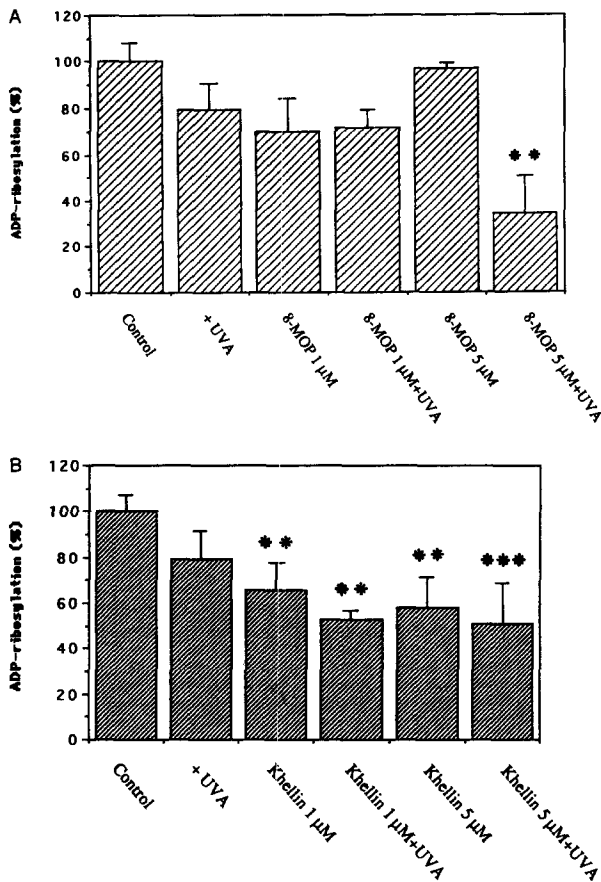 A
ADP-ribosylation (%)
120
100
80
60
40
20
0
**
Control
+ UVA
8-MOP 1 µM
8-MOP 1 µM+UVA
8-MOP 5 µM
8-MOP 5 µM+UVA
B
ADP-ribosylation (%)
120
100
80
60
40
20
0
**
**
**
***
Control
+ UVA
Khellin 1 µM
Khellin 1 µM+UVA
Khellin 5 µM
Khellin 5 µM+UVA